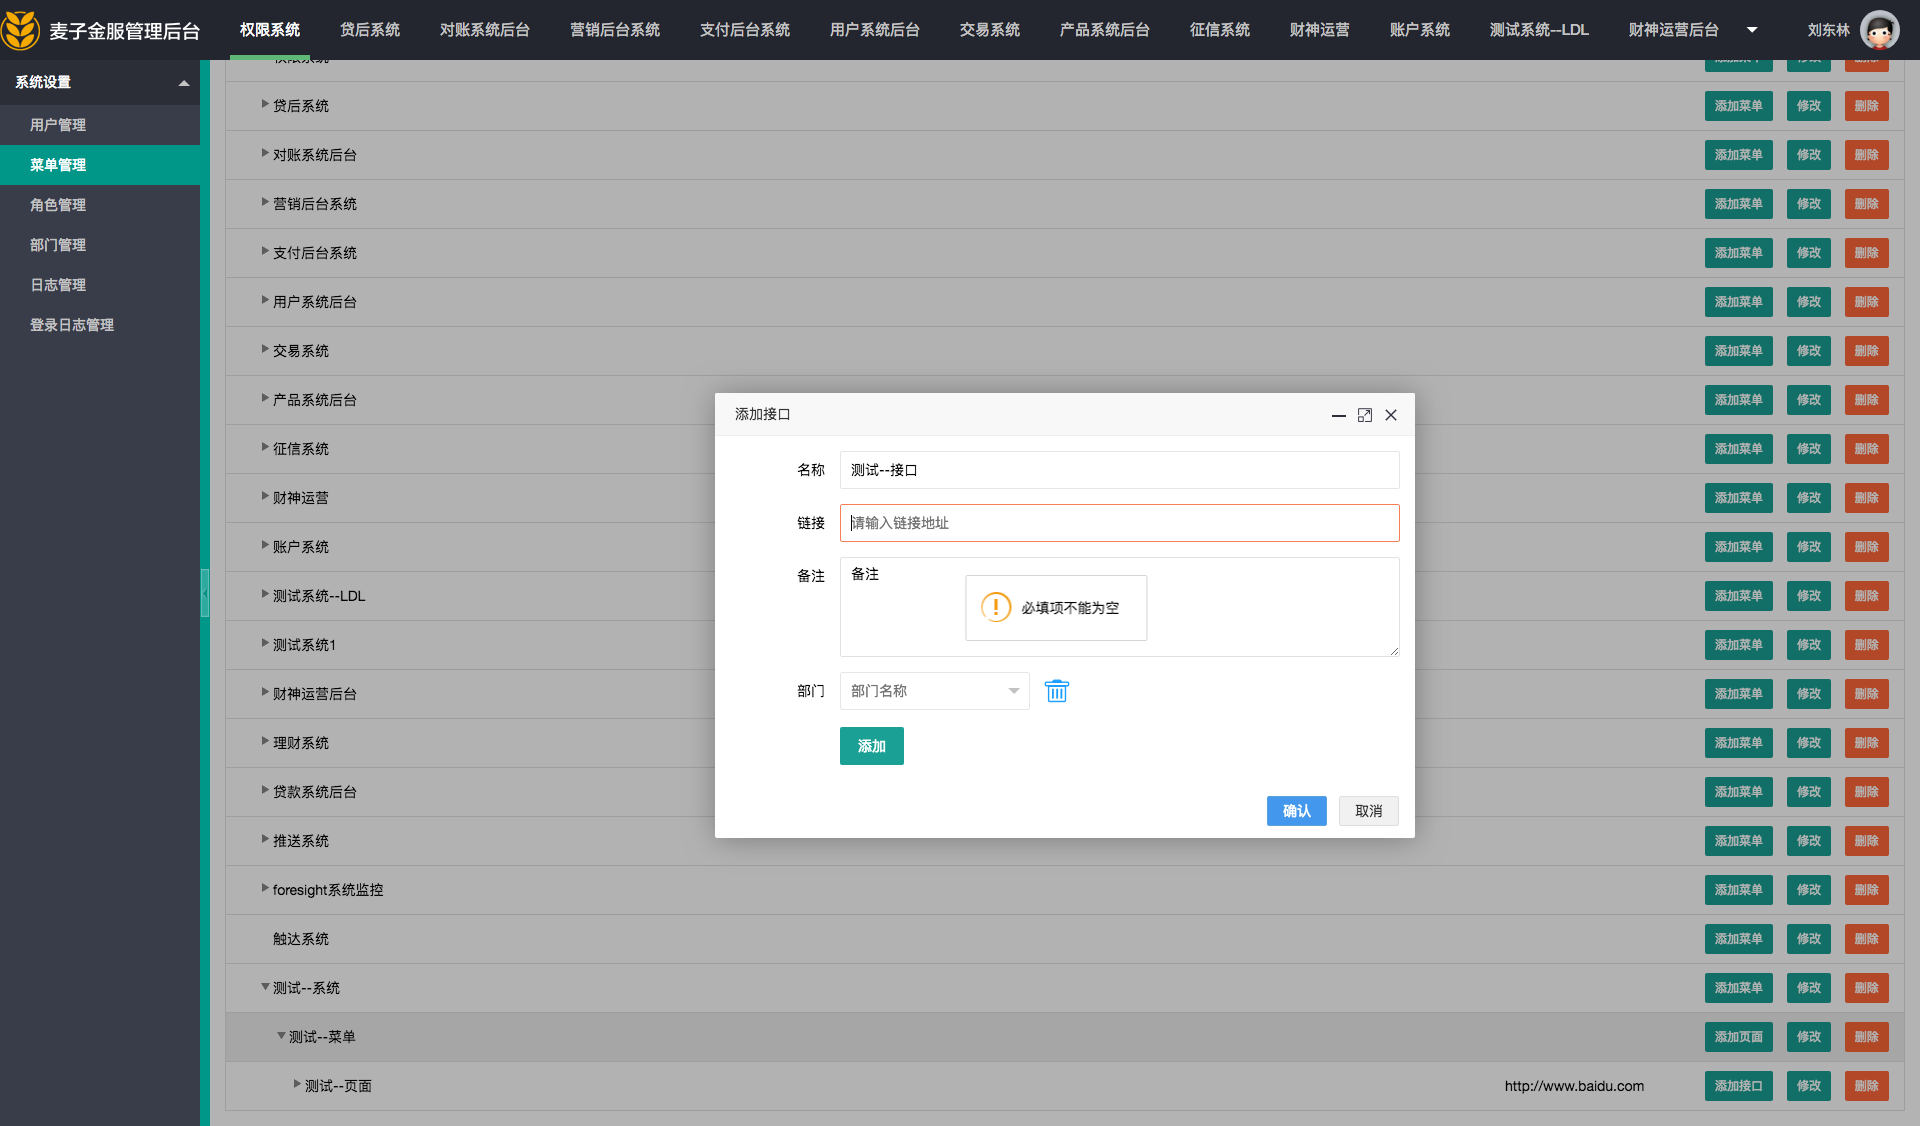 麦子金服管理后台
权限系统 贷后系统 对账系统后台 营销后台系统 支付后台系统 用户系统后台 交易系统 产品系统后台 征信系统 财神运营 账户系统 测试系统--LDL 财神运营后台 刘东林
系统设置
用户管理
菜单管理
角色管理
部门管理
日志管理
登录日志管理
权限系统 添加菜单 修改 删除
贷后系统 添加菜单 修改 删除
对账系统后台 添加菜单 修改 删除
营销后台系统 添加菜单 修改 删除
支付后台系统 添加菜单 修改 删除
用户系统后台 添加菜单 修改 删除
交易系统 添加菜单 修改 删除
产品系统后台 添加菜单 修改 删除
征信系统 添加菜单 修改 删除
财神运营 添加菜单 修改 删除
账户系统 添加菜单 修改 删除
测试系统--LDL 添加菜单 修改 删除
测试系统1 添加菜单 修改 删除
财神运营后台 添加菜单 修改 删除
理财系统 添加菜单 修改 删除
贷款系统后台 添加菜单 修改 删除
推送系统 添加菜单 修改 删除
foresight系统监控 添加菜单 修改 删除
触达系统 添加菜单 修改 删除
测试--系统 添加菜单 修改 删除
测试--菜单 添加页面 修改 删除
测试--页面 http://www.baidu.com 添加接口 修改 删除
添加接口
名称 测试--接口
链接 请输入链接地址
备注 备注
必填项不能为空
部门 部门名称
添加
确认 取消